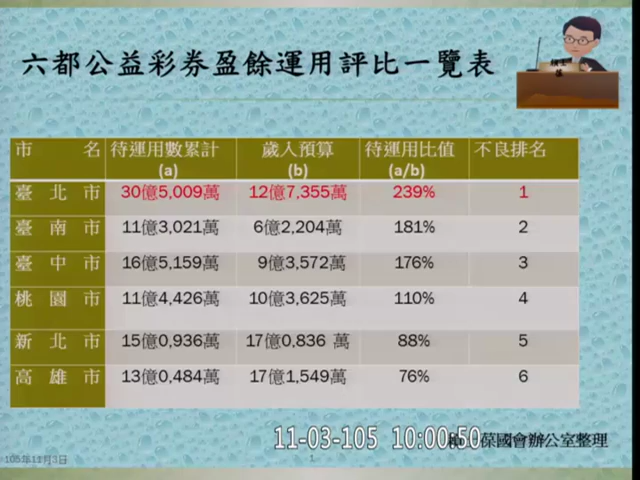 六都公益彩券盈餘運用評比一覽表
市名 待運用數累計(a) 歲入預算(b) 待運用比值(a/b) 不良排名
臺北市 30億5,009萬 12億7,355萬 239% 1
臺南市 11億3,021萬 6億2,204萬 181% 2
臺中市 16億5,159萬 9億3,572萬 176% 3
桃園市 11億4,426萬 10億3,625萬 110% 4
新北市 15億0,936萬 17億0,836 萬 88% 5
高雄市 13億0,484萬 17億1,549萬 76% 6
11-03-105 10:00:50
葆國會辦公室整理
105年11月3日
1